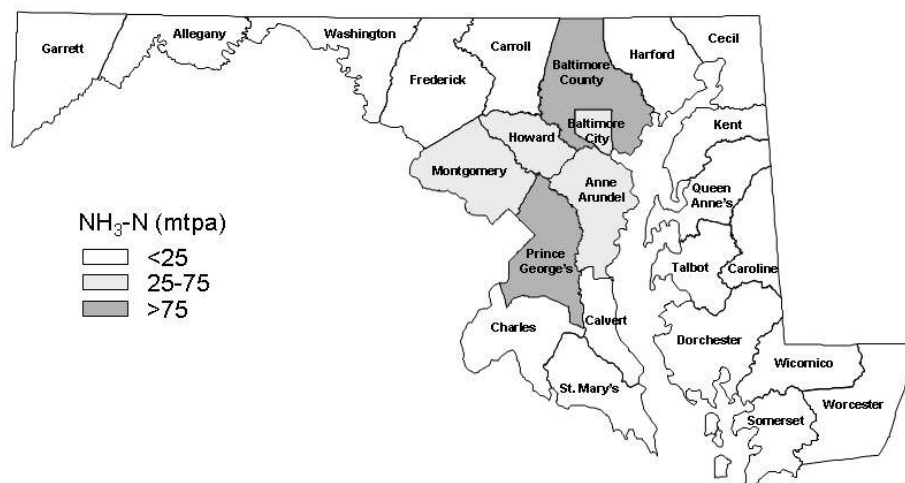 Garrett
Allegany
Washington
Frederick
Carroll
Baltimore
County
Harford
Cecil
Baltimore
City
Howard
Kent
Montgomery
Anne
Arundel
Queen
Anne's
NH₃-N (mtpa)
<25
25-75
>75
Prince
George's
Talbot
Caroline
Charles
Calvert
Dorchester
Wicornico
St. Mary's
Worcester
Somerset